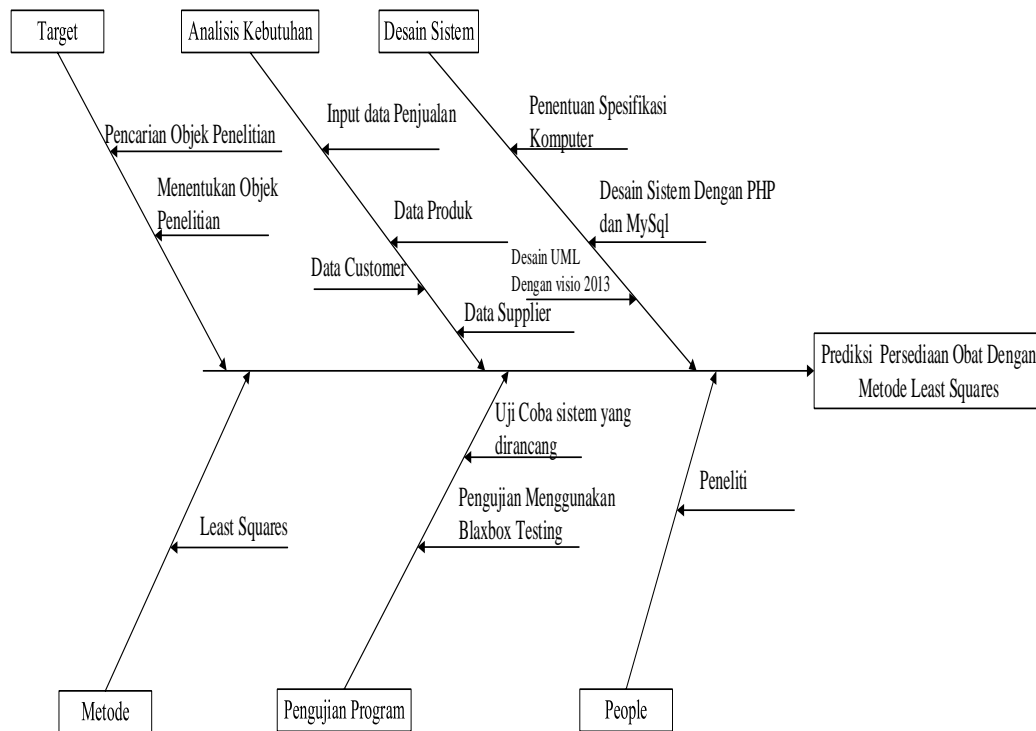 Target
Analisis Kebutuhan
Desain Sistem
Pencarian Objek Penelitian
Menentukan Objek
Penelitian
Input data Penjualan
Data Produk
Data Customer
Data Supplier
Penentuan Spesifikasi
Komputer
Desain Sistem Dengan PHP
dan MySql
Desain UML
Dengan visio 2013
Prediksi Persediaan Obat Dengan
Metode Least Squares
Least Squares
Uji Coba sistem yang
dirancang
Pengujian Menggunakan
Blaxbox Testing
Peneliti
Metode
Pengujian Program
People